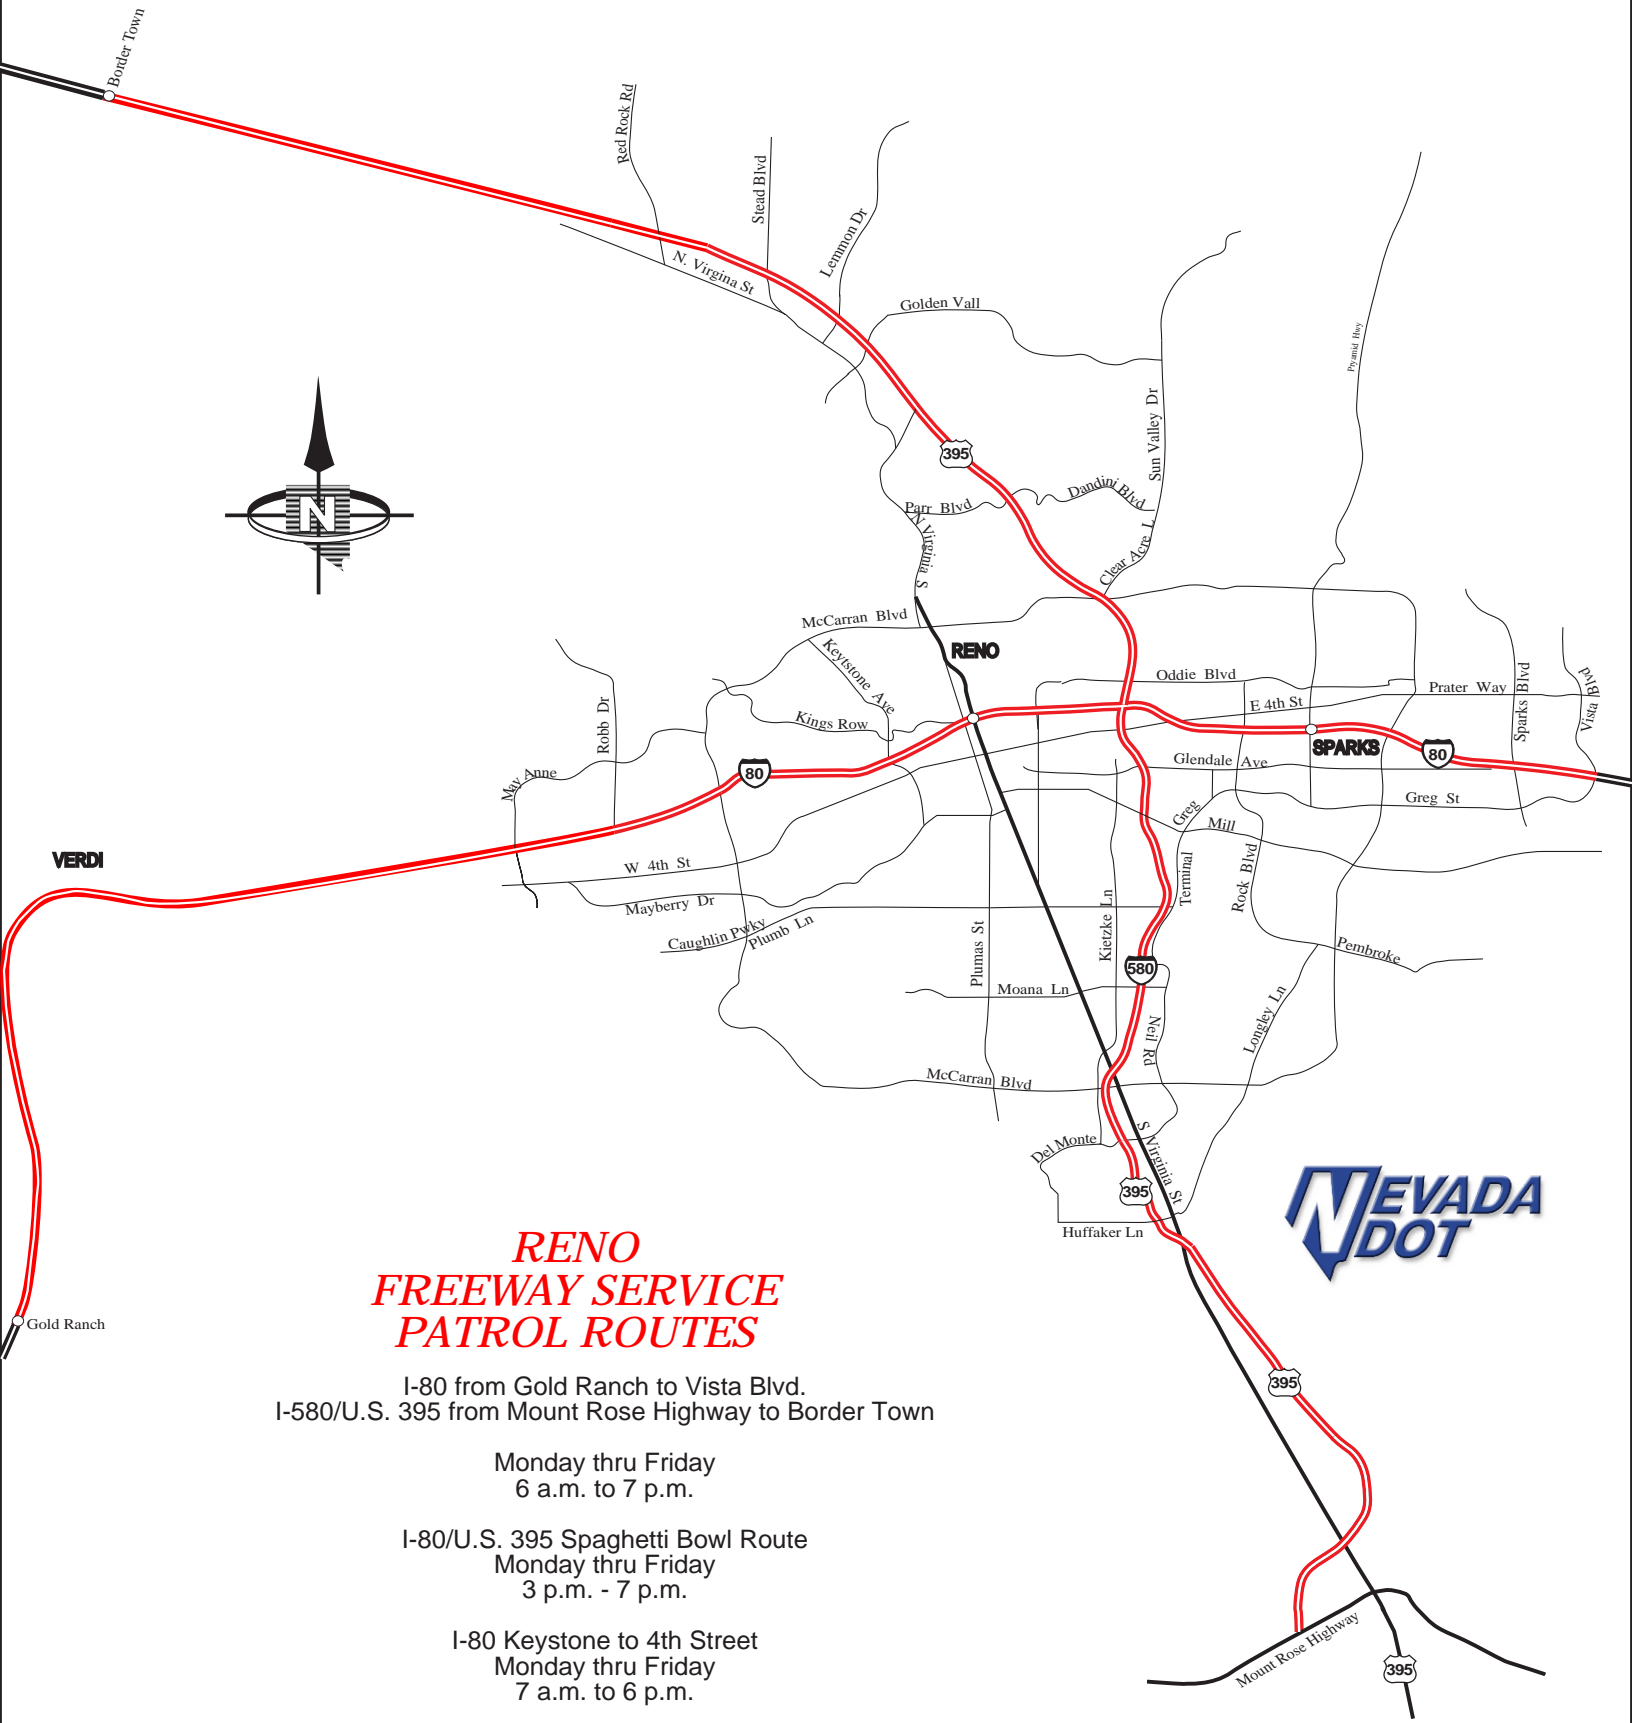 Border Town
Red Rock Rd
Stead Blvd
Lemmon Dr
N. Virgina St
Golden Vall
Pryamid Hwy
Sun Valley Dr
395
Dandini Blvd
Parr Blvd
N Virginia S
Clear Acre L
McCarran Blvd
Keytstone Ave
RENO
Oddie Blvd
Prater Way
Sparks Blvd
Vista Blvd
E 4th St
Robb Dr
Kings Row
SPARKS
80
80
Glendale Ave
May Anne
Greg St
Greg
Mill
VERDI
W 4th St
Terminal
Rock Blvd
Mayberry Dr
Caughlin Pwky
Plumb Ln
Plumas St
Kietzke Ln
Pembroke
580
Moana Ln
Neil Rd
Longley Ln
McCarran Blvd
Del Monte
S Virginia St
395
Huffaker Ln
NEVADA
DOT
Gold Ranch
RENO
FREEWAY SERVICE
PATROL ROUTES
395
I-80 from Gold Ranch to Vista Blvd.
I-580/U.S. 395 from Mount Rose Highway to Border Town
Monday thru Friday
6 a.m. to 7 p.m.
I-80/U.S. 395 Spaghetti Bowl Route
Monday thru Friday
3 p.m. - 7 p.m.
I-80 Keystone to 4th Street
Monday thru Friday
7 a.m. to 6 p.m.
Mount Rose Highway
395
N